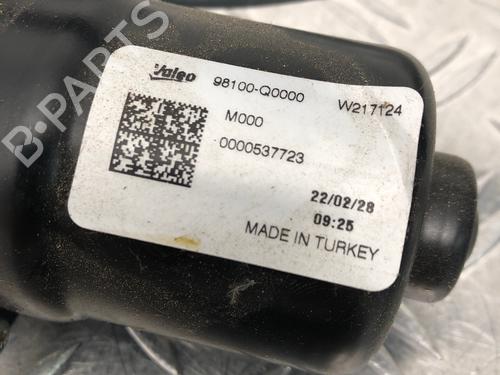 Valeo 98100-Q0000 W217124
M000
0000537723
22/02/28
09:25
MADE IN TURKEY
B-PARTS